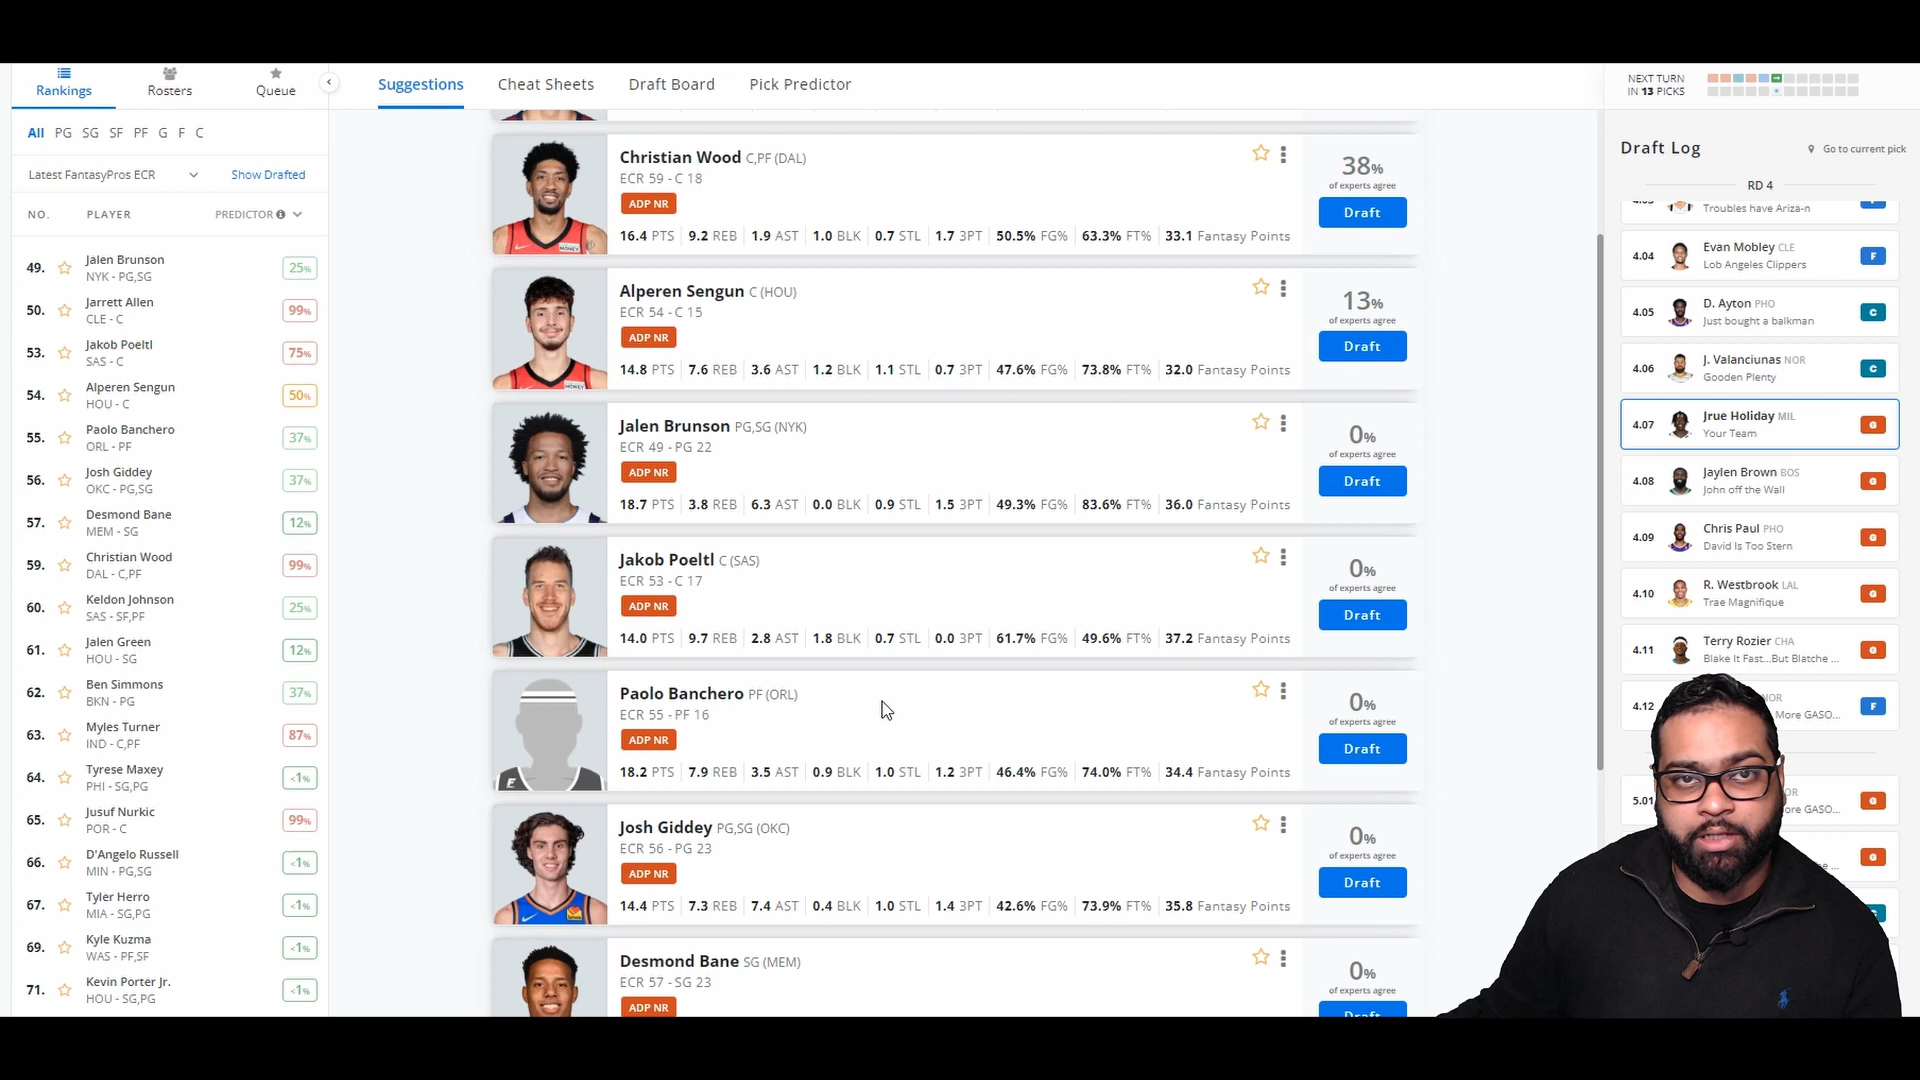 Rankings
Rosters
Queue
Suggestions
Cheat Sheets
Draft Board
Pick Predictor
NEXT TURN
IN 13 PICKS
All PG SG SF PF G F C
Latest FantasyPros ECR
Show Drafted
NO. PLAYER PREDICTOR
49. Jalen Brunson 25%
NYK - PG,SG
50. Jarrett Allen 99%
CLE - C
53. Jakob Poeltl 75%
SAS - C
54. Alperen Sengun 50%
HOU - C
55. Paolo Banchero 37%
ORL - PF
56. Josh Giddey 37%
OKC - PG,SG
57. Desmond Bane 12%
MEM - SG
59. Christian Wood 99%
DAL - C,PF
60. Keldon Johnson 25%
SAS - SF,PF
61. Jalen Green 12%
HOU - SG
62. Ben Simmons 37%
BKN - PG
63. Myles Turner 87%
IND - C,PF
64. Tyrese Maxey <1%
PHI - SG,PG
65. Jusuf Nurkic 99%
POR - C
66. D'Angelo Russell <1%
MIN - PG,SG
67. Tyler Herro <1%
MIA - SG,PG
69. Kyle Kuzma <1%
WAS - PF,SF
71. Kevin Porter Jr. <1%
HOU - SG,PG
Christian Wood C,PF (DAL)
ECR 59 - C 18
ADP NR
16.4 PTS 9.2 REB 1.9 AST 1.0 BLK 0.7 STL 1.7 3PT 50.5% FG% 63.3% FT% 33.1 Fantasy Points
38%
of experts agree
Draft
Alperen Sengun C (HOU)
ECR 54 - C 15
ADP NR
14.8 PTS 7.6 REB 3.6 AST 1.2 BLK 1.1 STL 0.7 3PT 47.6% FG% 73.8% FT% 32.0 Fantasy Points
13%
of experts agree
Draft
Jalen Brunson PG,SG (NYK)
ECR 49 - PG 22
ADP NR
18.7 PTS 3.8 REB 6.3 AST 0.0 BLK 0.9 STL 1.5 3PT 49.3% FG% 83.6% FT% 36.0 Fantasy Points
0%
of experts agree
Draft
Jakob Poeltl C (SAS)
ECR 53 - C 17
ADP NR
14.0 PTS 9.7 REB 2.8 AST 1.8 BLK 0.7 STL 0.0 3PT 61.7% FG% 49.6% FT% 37.2 Fantasy Points
0%
of experts agree
Draft
Paolo Banchero PF (ORL)
ECR 55 - PF 16
ADP NR
18.2 PTS 7.9 REB 3.5 AST 0.9 BLK 1.0 STL 1.2 3PT 46.4% FG% 74.0% FT% 34.4 Fantasy Points
0%
of experts agree
Draft
Josh Giddey PG,SG (OKC)
ECR 56 - PG 23
ADP NR
14.4 PTS 7.3 REB 7.4 AST 0.4 BLK 1.0 STL 1.4 3PT 42.6% FG% 73.9% FT% 35.8 Fantasy Points
0%
of experts agree
Draft
Desmond Bane SG (MEM)
ECR 57 - SG 23
ADP NR
0%
of experts agree
Draft
Draft Log
Go to current pick
RD 4
Troubles have Ariza-n
4.04 Evan Mobley CLE F
Lob Angeles Clippers
4.05 D. Ayton PHO C
Just bought a balkman
4.06 J. Valanciunas NOR C
Gooden Plenty
4.07 Jrue Holiday MIL G
Your Team
4.08 Jaylen Brown BOS G
John off the Wall
4.09 Chris Paul PHO G
David Is Too Stern
4.10 R. Westbrook LAL G
Trae Magnifique
4.11 Terry Rozier CHA G
Blake It Fast...But Blatche ...
4.12 NOR F
More GASO...
5.01 G
ore GASO...
G